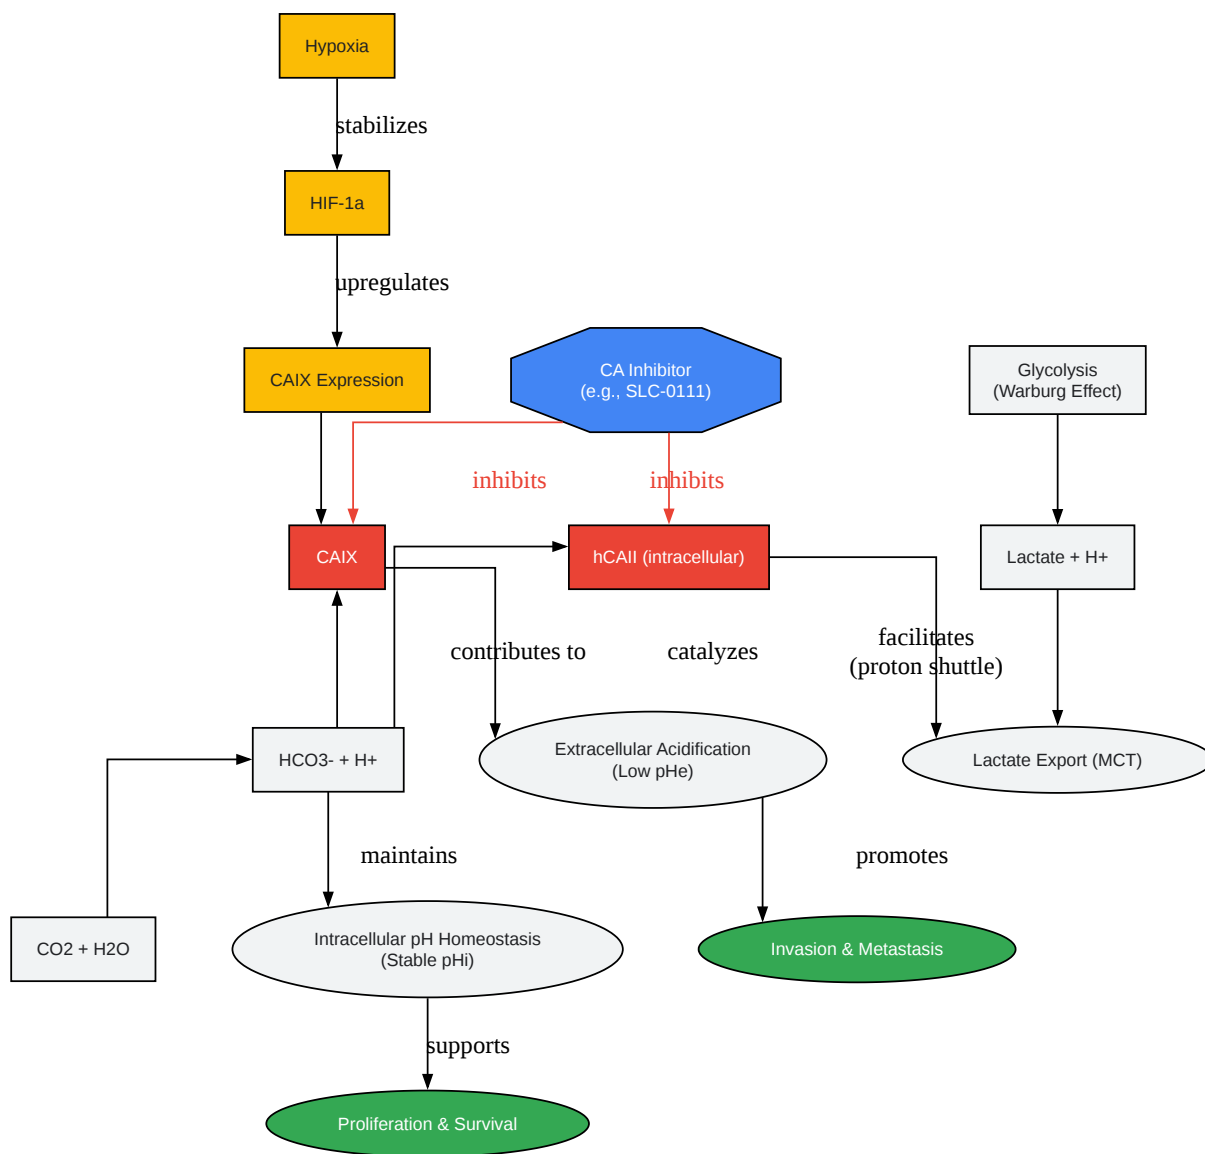 Hypoxia
stabilizes
HIF-1a
upregulates
CAIX Expression
CA Inhibitor
(e.g., SLC-0111)
Glycolysis
(Warburg Effect)
inhibits
inhibits
CAIX
hCAII (intracellular)
Lactate + H+
contributes to
catalyzes
facilitates
(proton shuttle)
HCO3- + H+
Extracellular Acidification
(Low pHe)
Lactate Export (MCT)
maintains
promotes
CO2 + H2O
Intracellular pH Homeostasis
(Stable pHi)
Invasion & Metastasis
supports
Proliferation & Survival